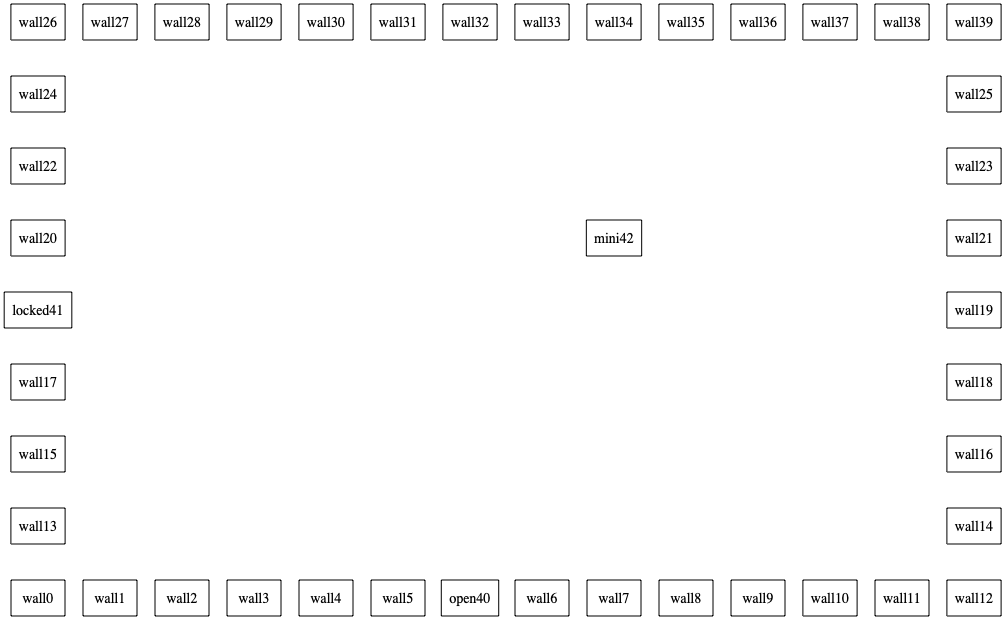 wall26 wall27 wall28 wall29 wall30 wall31 wall32 wall33 wall34 wall35 wall36 wall37 wall38 wall39
wall24 wall25
wall22 wall23
wall20 mini42 wall21
locked41 wall19
wall17 wall18
wall15 wall16
wall13 wall14
wall0 wall1 wall2 wall3 wall4 wall5 open40 wall6 wall7 wall8 wall9 wall10 wall11 wall12